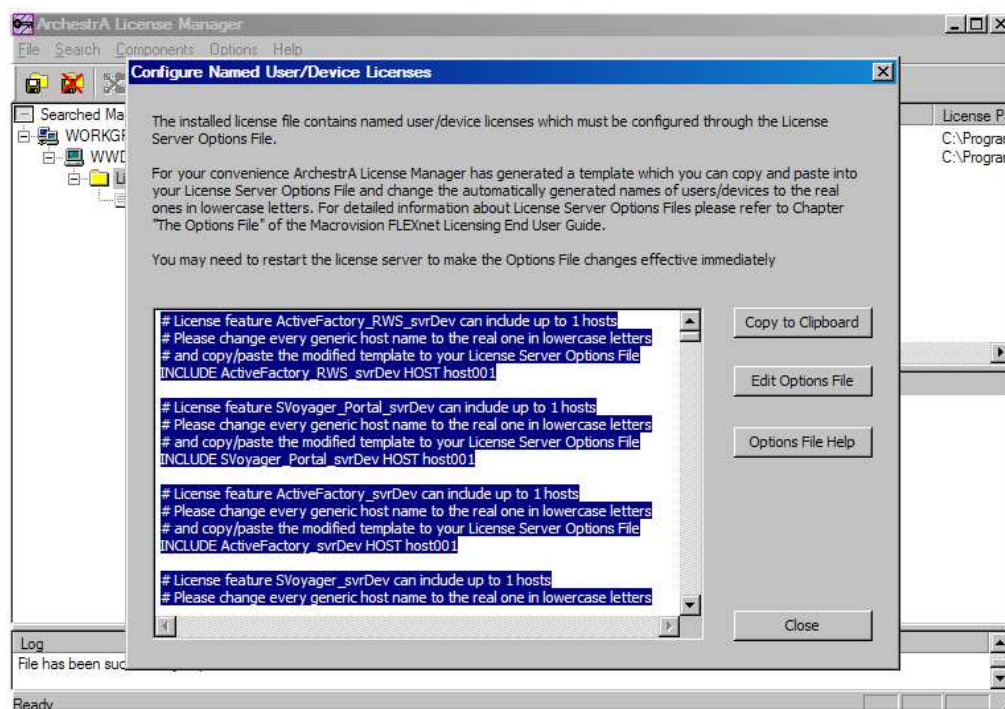 ArchestrA License Manager
File Search Components Options Help
Configure Named User/Device Licenses
Searched Ma
WORKGR
WWD
Li
License P
C:\Progra
C:\Progra
The installed license file contains named user/device licenses which must be configured through the License
Server Options File.
For your convenience ArchestrA License Manager has generated a template which you can copy and paste into
your License Server Options File and change the automatically generated names of users/devices to the real
ones in lowercase letters. For detailed information about License Server Options Files please refer to Chapter
"The Options File" of the Macrovision FLEXnet Licensing End User Guide.
You may need to restart the license server to make the Options File changes effective immediately
# License feature ActiveFactory_RWS_svrDev can include up to 1 hosts
# Please change every generic host name to the real one in lowercase letters
# and copy/paste the modified template to your License Server Options File
INCLUDE ActiveFactory_RWS_svrDev HOST host001
# License feature SVoyager_Portal_svrDev can include up to 1 hosts
# Please change every generic host name to the real one in lowercase letters
# and copy/paste the modified template to your License Server Options File
INCLUDE SVoyager_Portal_svrDev HOST host001
# License feature ActiveFactory_svrDev can include up to 1 hosts
# Please change every generic host name to the real one in lowercase letters
# and copy/paste the modified template to your License Server Options File
INCLUDE ActiveFactory_svrDev HOST host001
# License feature SVoyager_svrDev can include up to 1 hosts
# Please change every generic host name to the real one in lowercase letters
Copy to Clipboard
Edit Options File
Options File Help
Close
Log
File has been suc
Ready